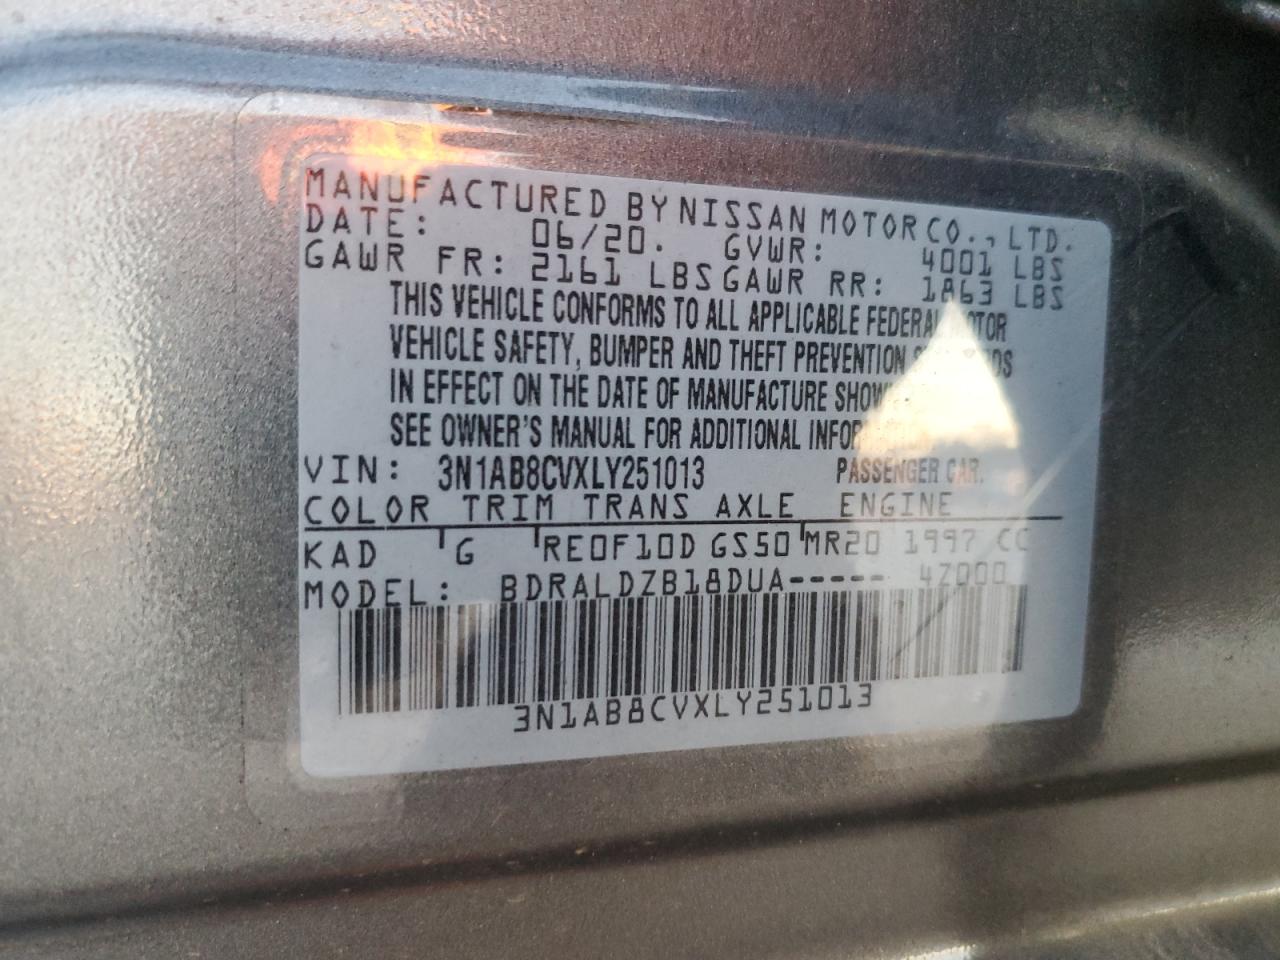 MANUFACTURED BY NISSAN MOTOR CO., LTD.
DATE: 06/20. GVWR: 4001 LBS
GAWR FR: 2161 LBS GAWR RR: 1863 LBS
THIS VEHICLE CONFORMS TO ALL APPLICABLE FEDERAL MOTOR
VEHICLE SAFETY, BUMPER AND THEFT PREVENTION
IN EFFECT ON THE DATE OF MANUFACTURE
SEE OWNER'S MANUAL FOR ADDITIONAL
VIN: 3N1AB8CVXLY251013 PASSENGER CAR.
COLOR TRIM TRANS AXLE ENGINE
KAD G RE0F10D GS50 MR20 1997 CC
MODEL: BDRALDZB18DUA----- 4Z000
3N1AB8CVXLY251013